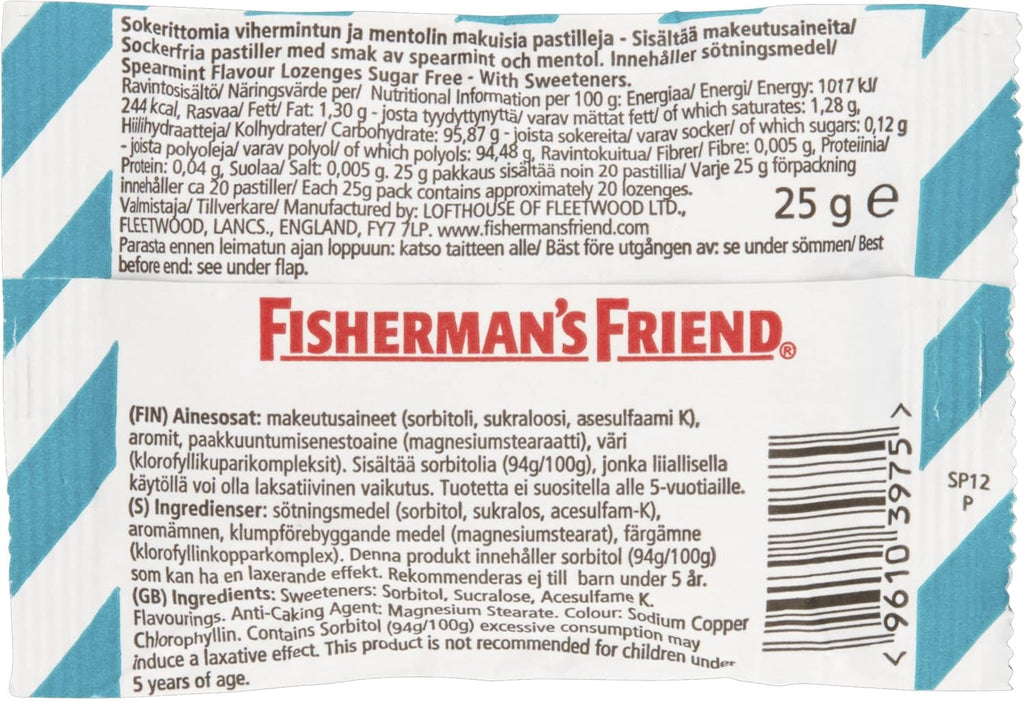 Sokerittomia vihermintun ja mentolin makuisia pastilleja - Sisältää makeutusaineita/
Sockerfria pastiller med smak av spearmint och mentol. Innehåller sötningsmedel/
Spearmint Flavour Lozenges Sugar Free - With Sweeteners.
Ravintosisältö/ Näringsvärde per/ Nutritional Information per 100 g: Energiaa/ Energi/ Energy: 1017 kJ/
244 kcal, Rasvaa/ Fett/ Fat: 1,30 g - josta tyydyttynyttä/ varav mättat fett/ of which saturates: 1,28 g,
Hiilihydraatteja/ Kolhydrater/ Carbohydrate: 95,87 g - joista sokereita/ varav socker/ of which sugars: 0,12 g
- joista polyoleja/ varav polyol/ of which polyols: 94,48 g, Ravintokuitua/ Fibrer/ Fibre: 0,005 g, Proteiinia/
Protein: 0,04 g, Suolaa/ Salt: 0,005 g. 25 g pakkaus sisältää noin 20 pastillia/ Varje 25 g förpackning
innehåller ca 20 pastiller/ Each 25g pack contains approximately 20 lozenges.
Valmistaja/ Tillverkare/ Manufactured by: LOFTHOUSE OF FLEETWOOD LTD.,
FLEETWOOD, LANCS., ENGLAND, FY7 7LP. www.fishermansfriend.com
25 g e
Parasta ennen leimatun ajan loppuun: katso taitteen alle/ Bäst före utgången av: se under sömmen/ Best
before end: see under flap.
FISHERMAN'S FRIEND®
(FIN) Ainesosat: makeutusaineet (sorbitoli, sukraloosi, asesulfaami K),
aromit, paakkuuntumisenestoaine (magnesiumstearaatti), väri
(klorofyllikuparikompleksit). Sisältää sorbitolia (94g/100g), jonka liiallisella
käytöllä voi olla laksatiivinen vaikutus. Tuotetta ei suositella alle 5-vuotiaille.
(S) Ingredienser: sötningsmedel (sorbitol, sukralos, acesulfam-K),
aromämnen, klumpförebyggande medel (magnesiumstearat), färgämne
(klorofyllinkopparkomplex). Denna produkt innehåller sorbitol (94g/100g)
som kan ha en laxerande effekt. Rekommenderas ej till barn under 5 år.
(GB) Ingredients: Sweeteners: Sorbitol, Sucralose, Acesulfame K.
Flavourings. Anti-Caking Agent: Magnesium Stearate. Colour: Sodium Copper
Chlorophyllin. Contains Sorbitol (94g/100g) excessive consumption may
induce a laxative effect. This product is not recommended for children under
5 years of age.
< 9610 3975 >
SP12
P